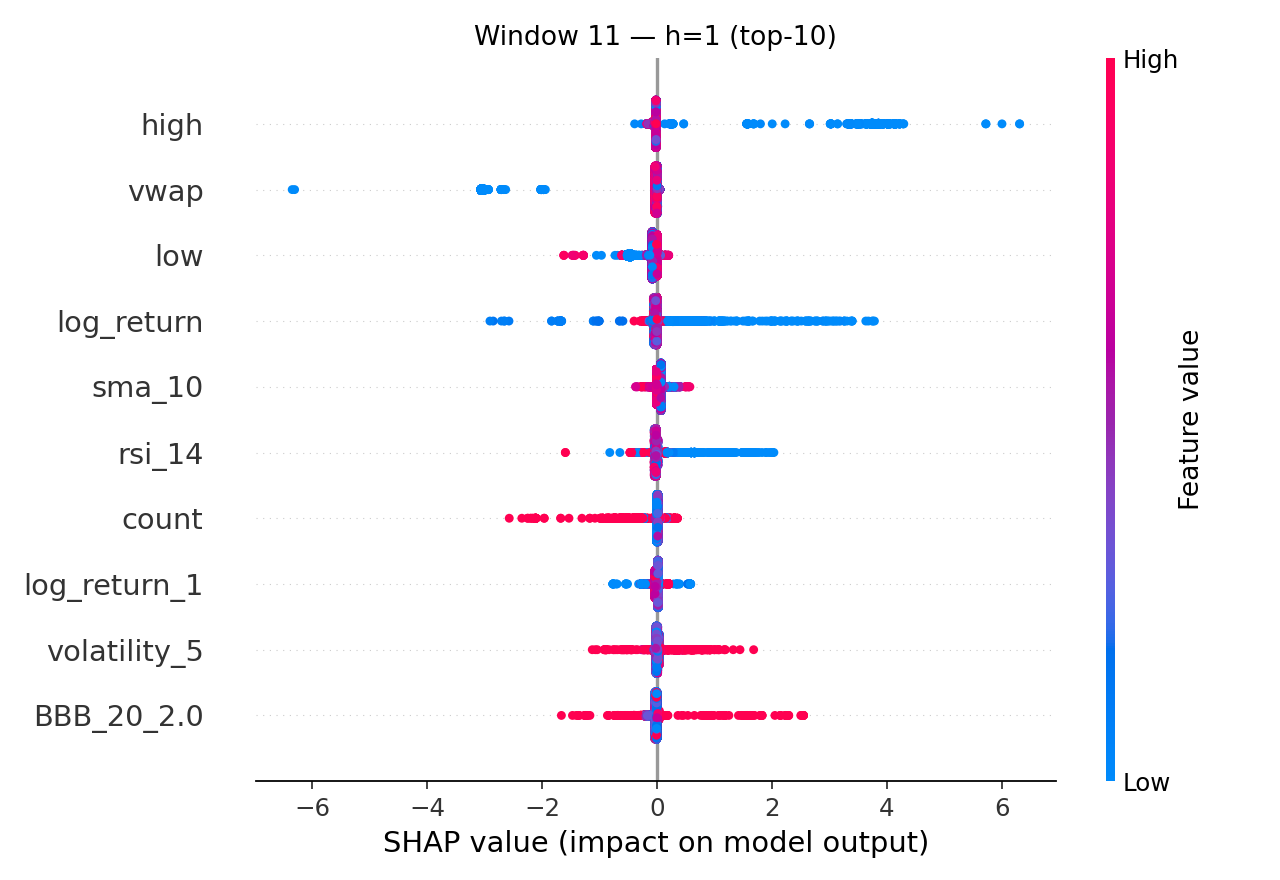 Window 11 — h=1 (top-10)
High
high
vwap
low
log_return
sma_10
rsi_14
count
log_return_1
volatility_5
BBB_20_2.0
Feature value
Low
−6 −4 −2 0 2 4 6
SHAP value (impact on model output)